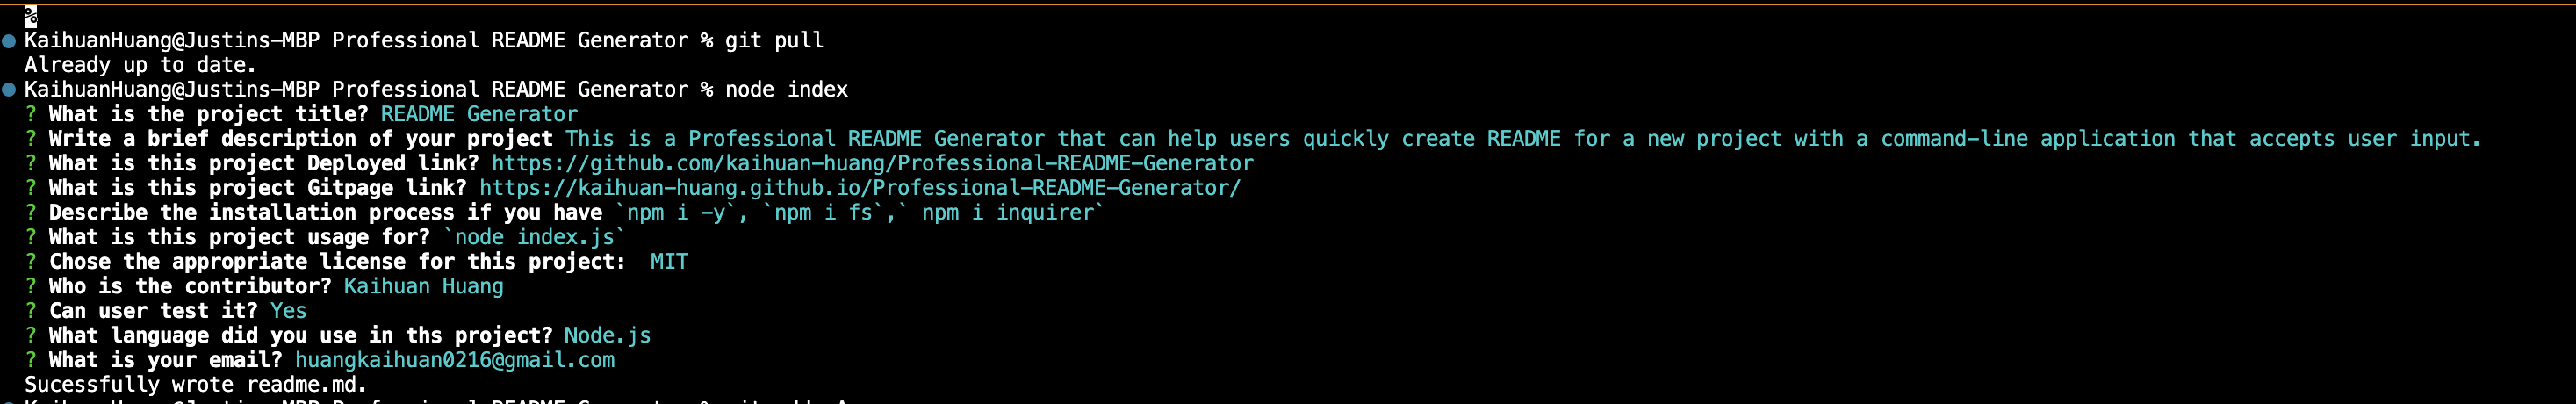 %
KaihuanHuang@Justins-MBP Professional README Generator % git pull
Already up to date.
KaihuanHuang@Justins-MBP Professional README Generator % node index
? What is the project title? README Generator
? Write a brief description of your project This is a Professional README Generator that can help users quickly create README for a new project with a command-line application that accepts user input.
? What is this project Deployed link? https://github.com/kaihuan-huang/Professional-README-Generator
? What is this project Gitpage link? https://kaihuan-huang.github.io/Professional-README-Generator/
? Describe the installation process if you have `npm i -y`, `npm i fs`,` npm i inquirer`
? What is this project usage for? `node index.js`
? Chose the appropriate license for this project:  MIT
? Who is the contributor? Kaihuan Huang
? Can user test it? Yes
? What language did you use in ths project? Node.js
? What is your email? huangkaihuan0216@gmail.com
Sucessfully wrote readme.md.